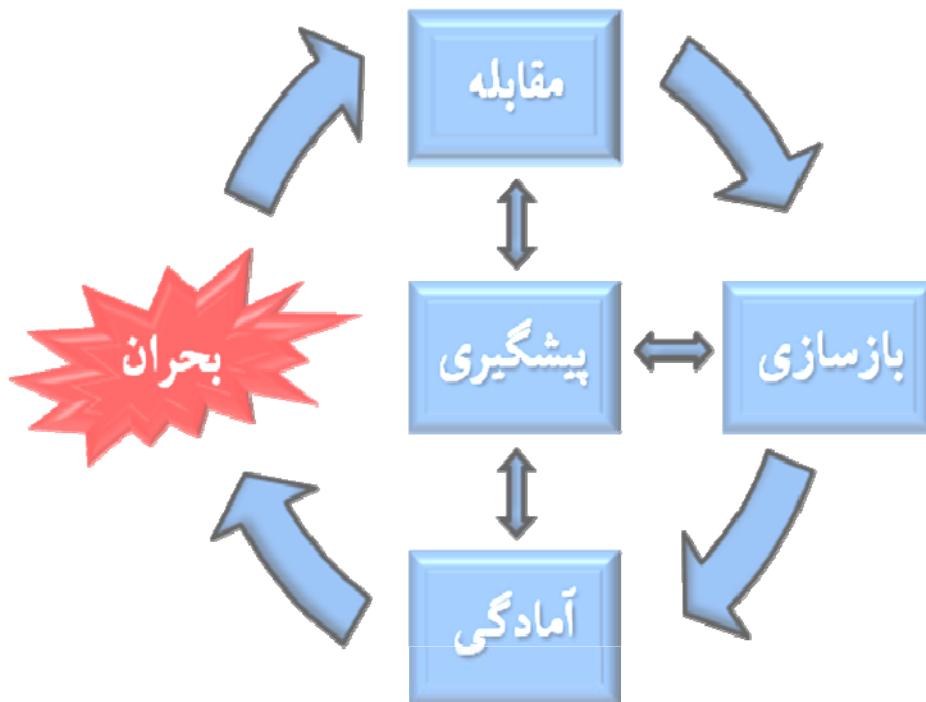 مقابله
بحران
پیشگیری
بازسازی
آمادگی